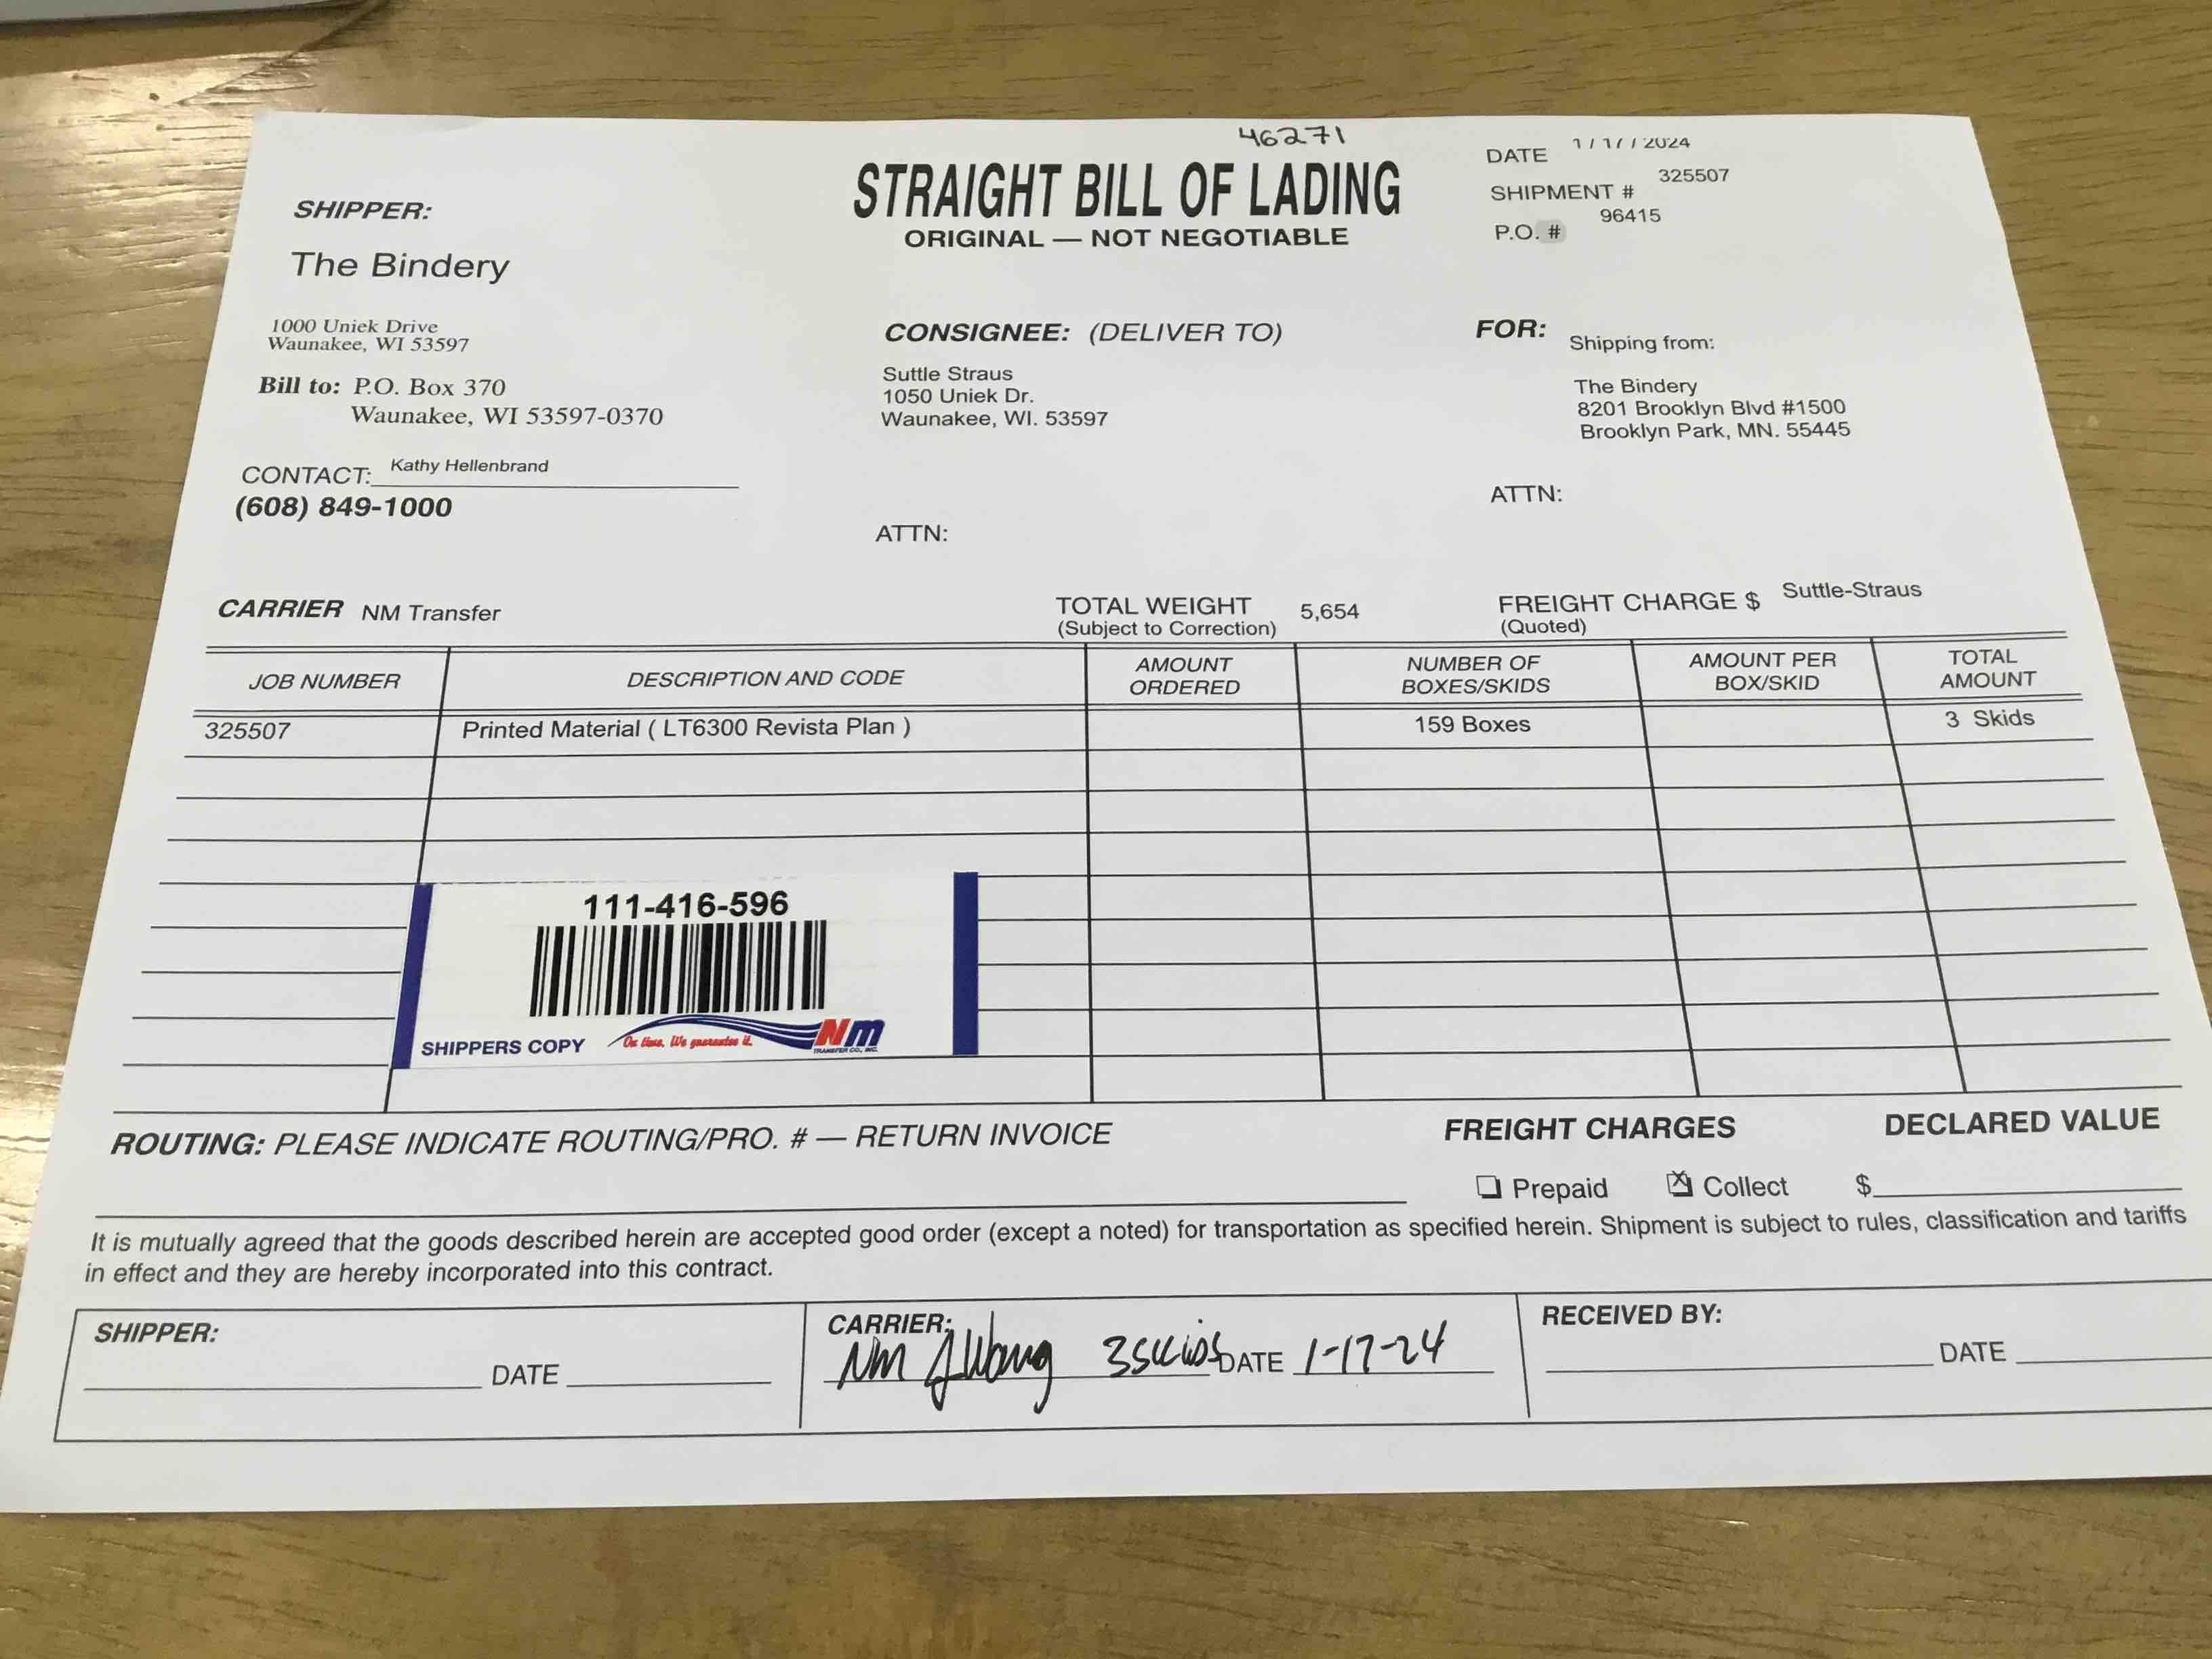 46271
STRAIGHT BILL OF LADING
ORIGINAL — NOT NEGOTIABLE
DATE 1 / 17 / 2024
SHIPMENT # 325507
P.O. # 96415
SHIPPER:
The Bindery
1000 Uniek Drive
Waunakee, WI 53597
Bill to: P.O. Box 370
Waunakee, WI 53597-0370
CONTACT: Kathy Hellenbrand
(608) 849-1000
CONSIGNEE: (DELIVER TO)
Suttle Straus
1050 Uniek Dr.
Waunakee, WI. 53597
ATTN:
FOR: Shipping from:
The Bindery
8201 Brooklyn Blvd #1500
Brooklyn Park, MN. 55445
ATTN:
CARRIER NM Transfer
TOTAL WEIGHT 5,654
(Subject to Correction)
FREIGHT CHARGE $ Suttle-Straus
(Quoted)
JOB NUMBER DESCRIPTION AND CODE AMOUNT ORDERED NUMBER OF BOXES/SKIDS AMOUNT PER BOX/SKID TOTAL AMOUNT
325507 Printed Material ( LT6300 Revista Plan ) 159 Boxes 3 Skids
111-416-596
SHIPPERS COPY On time. We guarantee it. NM
TRANSFER CO., INC.
ROUTING: PLEASE INDICATE ROUTING/PRO. # — RETURN INVOICE
FREIGHT CHARGES DECLARED VALUE
Prepaid Collect $
It is mutually agreed that the goods described herein are accepted good order (except a noted) for transportation as specified herein. Shipment is subject to rules, classification and tariffs
in effect and they are hereby incorporated into this contract.
SHIPPER:
DATE
CARRIER:
NM 3 SKIDS DATE 1-17-24
RECEIVED BY:
DATE